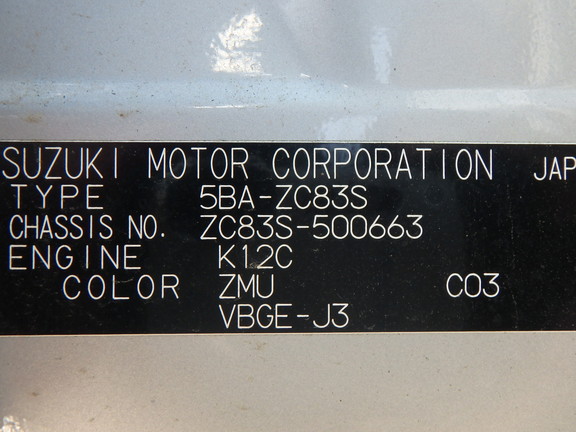 SUZUKI MOTOR CORPORATION JAP
TYPE 5BA-ZC83S
CHASSIS NO. ZC83S-500663
ENGINE K12C
COLOR ZMU C03
VBGE-J3